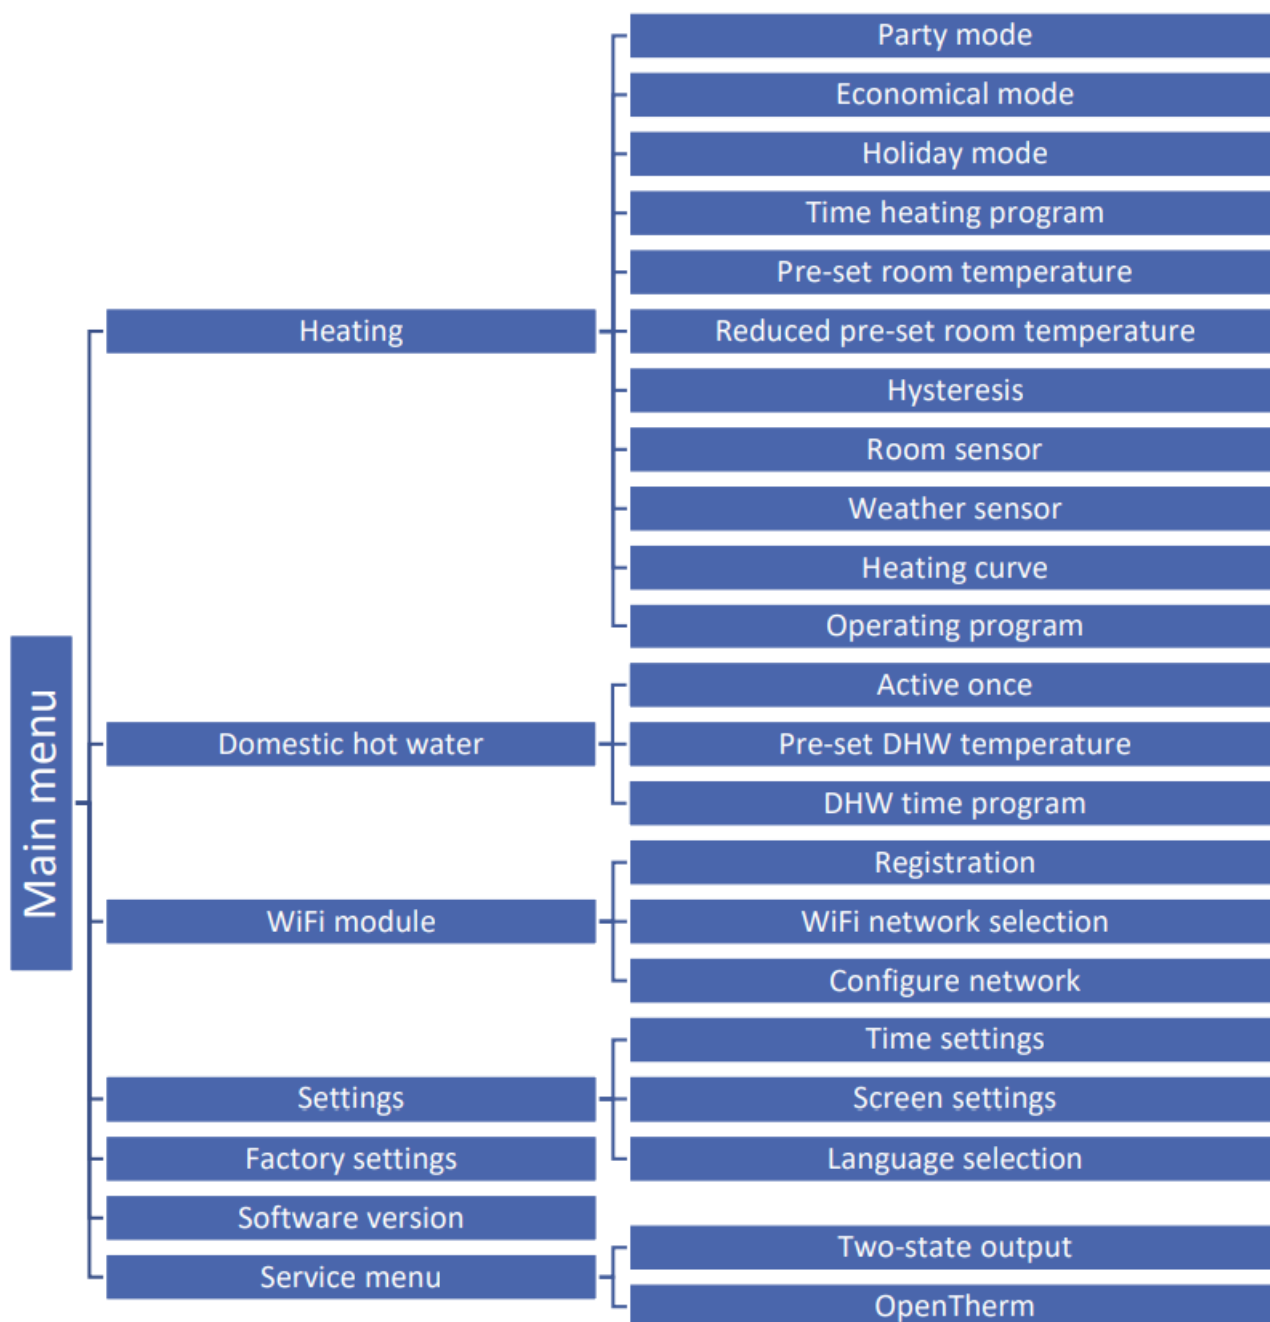 Main menu
Heating
Party mode
Economical mode
Holiday mode
Time heating program
Pre-set room temperature
Reduced pre-set room temperature
Hysteresis
Room sensor
Weather sensor
Heating curve
Operating program
Domestic hot water
Active once
Pre-set DHW temperature
DHW time program
WiFi module
Registration
WiFi network selection
Configure network
Settings
Time settings
Screen settings
Language selection
Factory settings
Software version
Service menu
Two-state output
OpenTherm